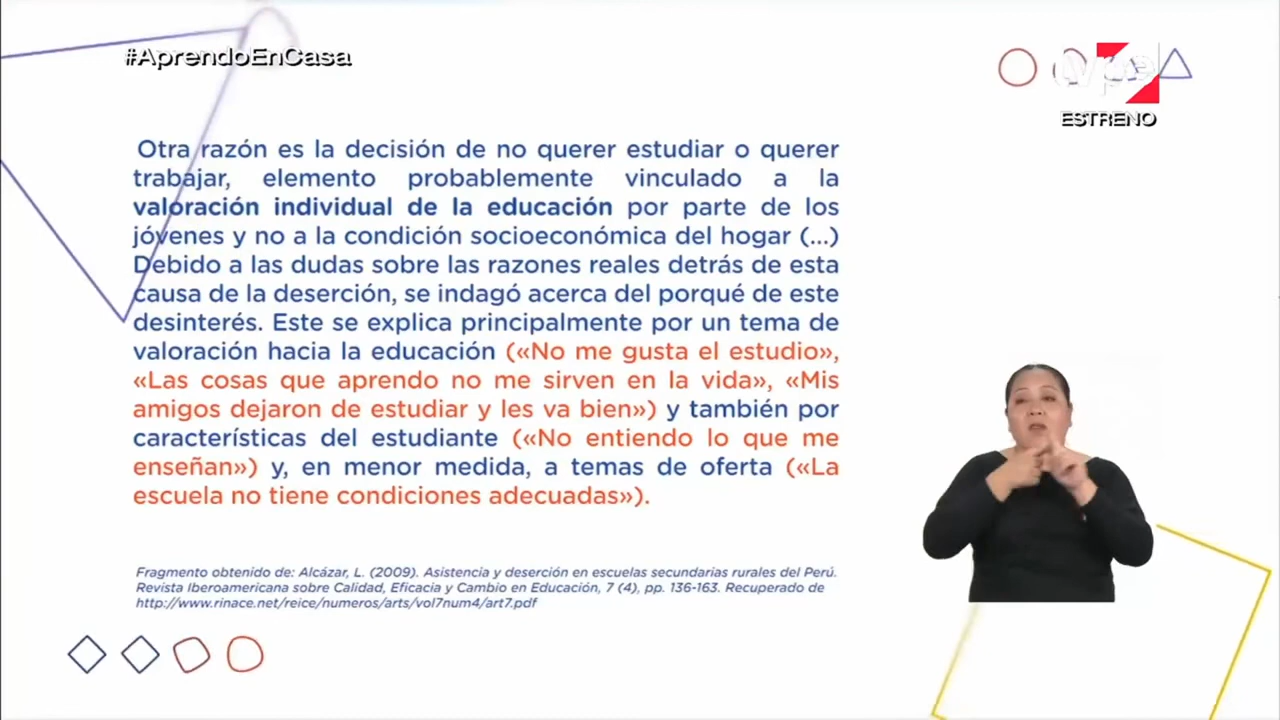 #AprendoEnCasa
tvpe
ESTRENO
Otra razón es la decisión de no querer estudiar o querer
trabajar, elemento probablemente vinculado a la
valoración individual de la educación por parte de los
jóvenes y no a la condición socioeconómica del hogar (...)
Debido a las dudas sobre las razones reales detrás de esta
causa de la deserción, se indagó acerca del porqué de este
desinterés. Este se explica principalmente por un tema de
valoración hacia la educación («No me gusta el estudio»,
«Las cosas que aprendo no me sirven en la vida», «Mis
amigos dejaron de estudiar y les va bien») y también por
características del estudiante («No entiendo lo que me
enseñan») y, en menor medida, a temas de oferta («La
escuela no tiene condiciones adecuadas»).
Fragmento obtenido de: Alcázar, L. (2009). Asistencia y deserción en escuelas secundarias rurales del Perú.
Revista Iberoamericana sobre Calidad, Eficacia y Cambio en Educación, 7 (4), pp. 136-163. Recuperado de
http://www.rinace.net/reice/numeros/arts/vol7num4/art7.pdf